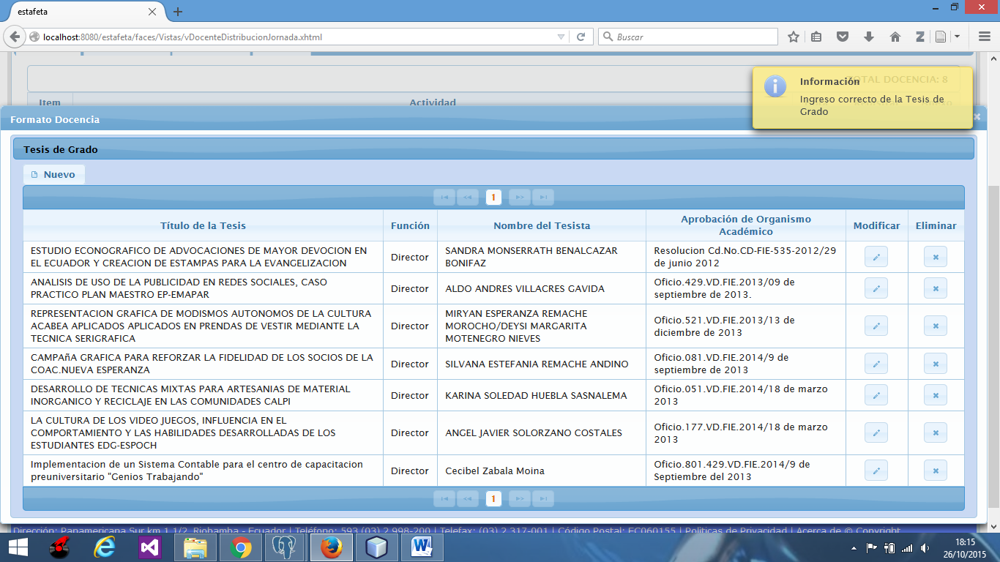 estafeta
localhost:8080/estafeta/faces/Vistas/vDocenteDistribucionJornada.xhtml
Buscar
TOTAL DOCENCIA: 8
Item
Actividad
Información
Ingreso correcto de la Tesis de
Grado
Formato Docencia
Tesis de Grado
Nuevo
1
Título de la Tesis
Función
Nombre del Tesista
Aprobación de Organismo
Académico
Modificar
Eliminar
ESTUDIO ECONOGRAFICO DE ADVOCACIONES DE MAYOR DEVOCION EN
EL ECUADOR Y CREACION DE ESTAMPAS PARA LA EVANGELIZACION
Director
SANDRA MONSERRATH BENALCAZAR
BONIFAZ
Resolucion Cd.No.CD-FIE-535-2012/29
de junio 2012
ANALISIS DE USO DE LA PUBLICIDAD EN REDES SOCIALES, CASO
PRACTICO PLAN MAESTRO EP-EMAPAR
Director
ALDO ANDRES VILLACRES GAVIDA
Oficio.429.VD.FIE.2013/09 de
septiembre de 2013.
REPRESENTACION GRAFICA DE MODISMOS AUTONOMOS DE LA CULTURA
ACABEA APLICADOS APLICADOS EN PRENDAS DE VESTIR MEDIANTE LA
TECNICA SERIGRAFICA
Director
MIRYAN ESPERANZA REMACHE
MOROCHO/DEYSI MARGARITA
MOTENEGRO NIEVES
Oficio.521.VD.FIE.2013/13 de
diciembre de 2013
CAMPAñA GRAFICA PARA REFORZAR LA FIDELIDAD DE LOS SOCIOS DE LA
COAC.NUEVA ESPERANZA
Director
SILVANA ESTEFANIA REMACHE ANDINO
Oficio.081.VD.FIE.2014/9 de
septiembre de 2013
DESARROLLO DE TECNICAS MIXTAS PARA ARTESANIAS DE MATERIAL
INORGANICO Y RECICLAJE EN LAS COMUNIDADES CALPI
Director
KARINA SOLEDAD HUEBLA SASNALEMA
Oficio.051.VD.FIE.2014/18 de marzo
2013
LA CULTURA DE LOS VIDEO JUEGOS, INFLUENCIA EN EL
COMPORTAMIENTO Y LAS HABILIDADES DESARROLLADAS DE LOS
ESTUDIANTES EDG-ESPOCH
Director
ANGEL JAVIER SOLORZANO COSTALES
Oficio.177.VD.FIE.2014/18 de marzo
2013
Implementacion de un Sistema Contable para el centro de capacitacion
preuniversitario "Genios Trabajando"
Director
Cecibel Zabala Moina
Oficio.801.429.VD.FIE.2014/9 de
Septiembre del 2013
1
Dirección: Panamericana Sur km 1 1/2, Riobamba - Ecuador | Teléfono: 593 (03) 2 998-200 | Telefax: (03) 2 317-001 | Código Postal: EC060155 | Políticas de Privacidad | Acerca de © Copyright
18:15
26/10/2015